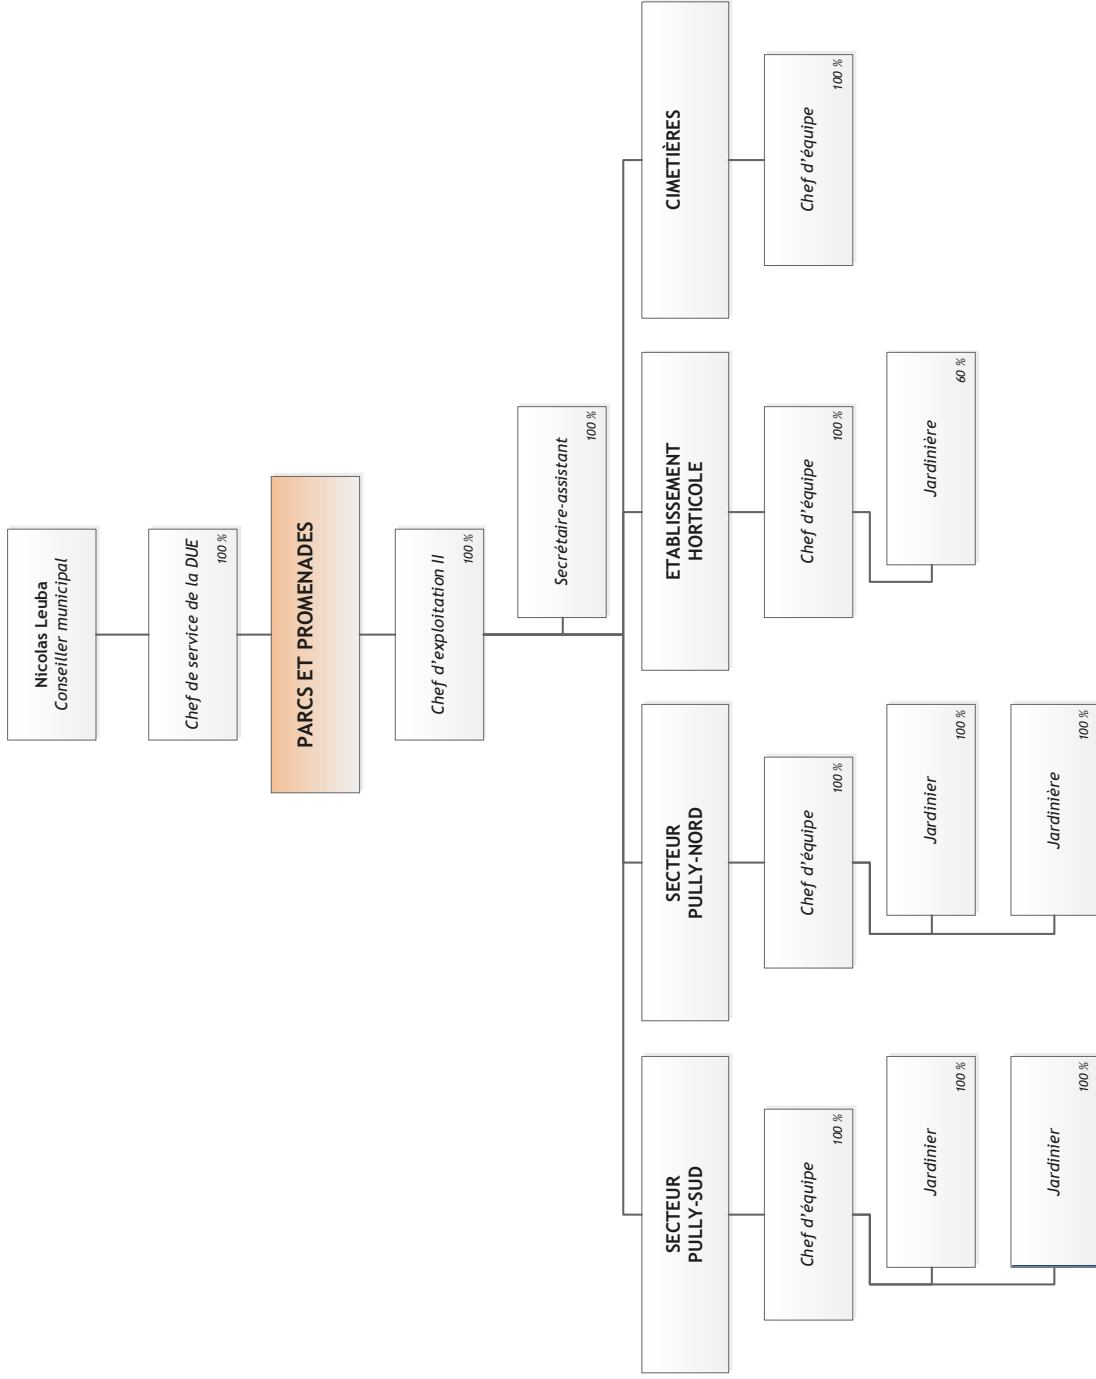 Nicolas Leuba
Conseiller municipal
Chef de service de la DUE
100 %
PARCS ET PROMENADES
Chef d'exploitation II
100 %
Secrétaire-assistant
100 %
SECTEUR
PULLY-SUD
Chef d'équipe
100 %
Jardinier
100 %
Jardinier
100 %
SECTEUR
PULLY-NORD
Chef d'équipe
100 %
Jardinier
100 %
Jardinière
100 %
ETABLISSEMENT
HORTICOLE
Chef d'équipe
100 %
Jardinière
60 %
CIMETIÈRES
Chef d'équipe
100 %